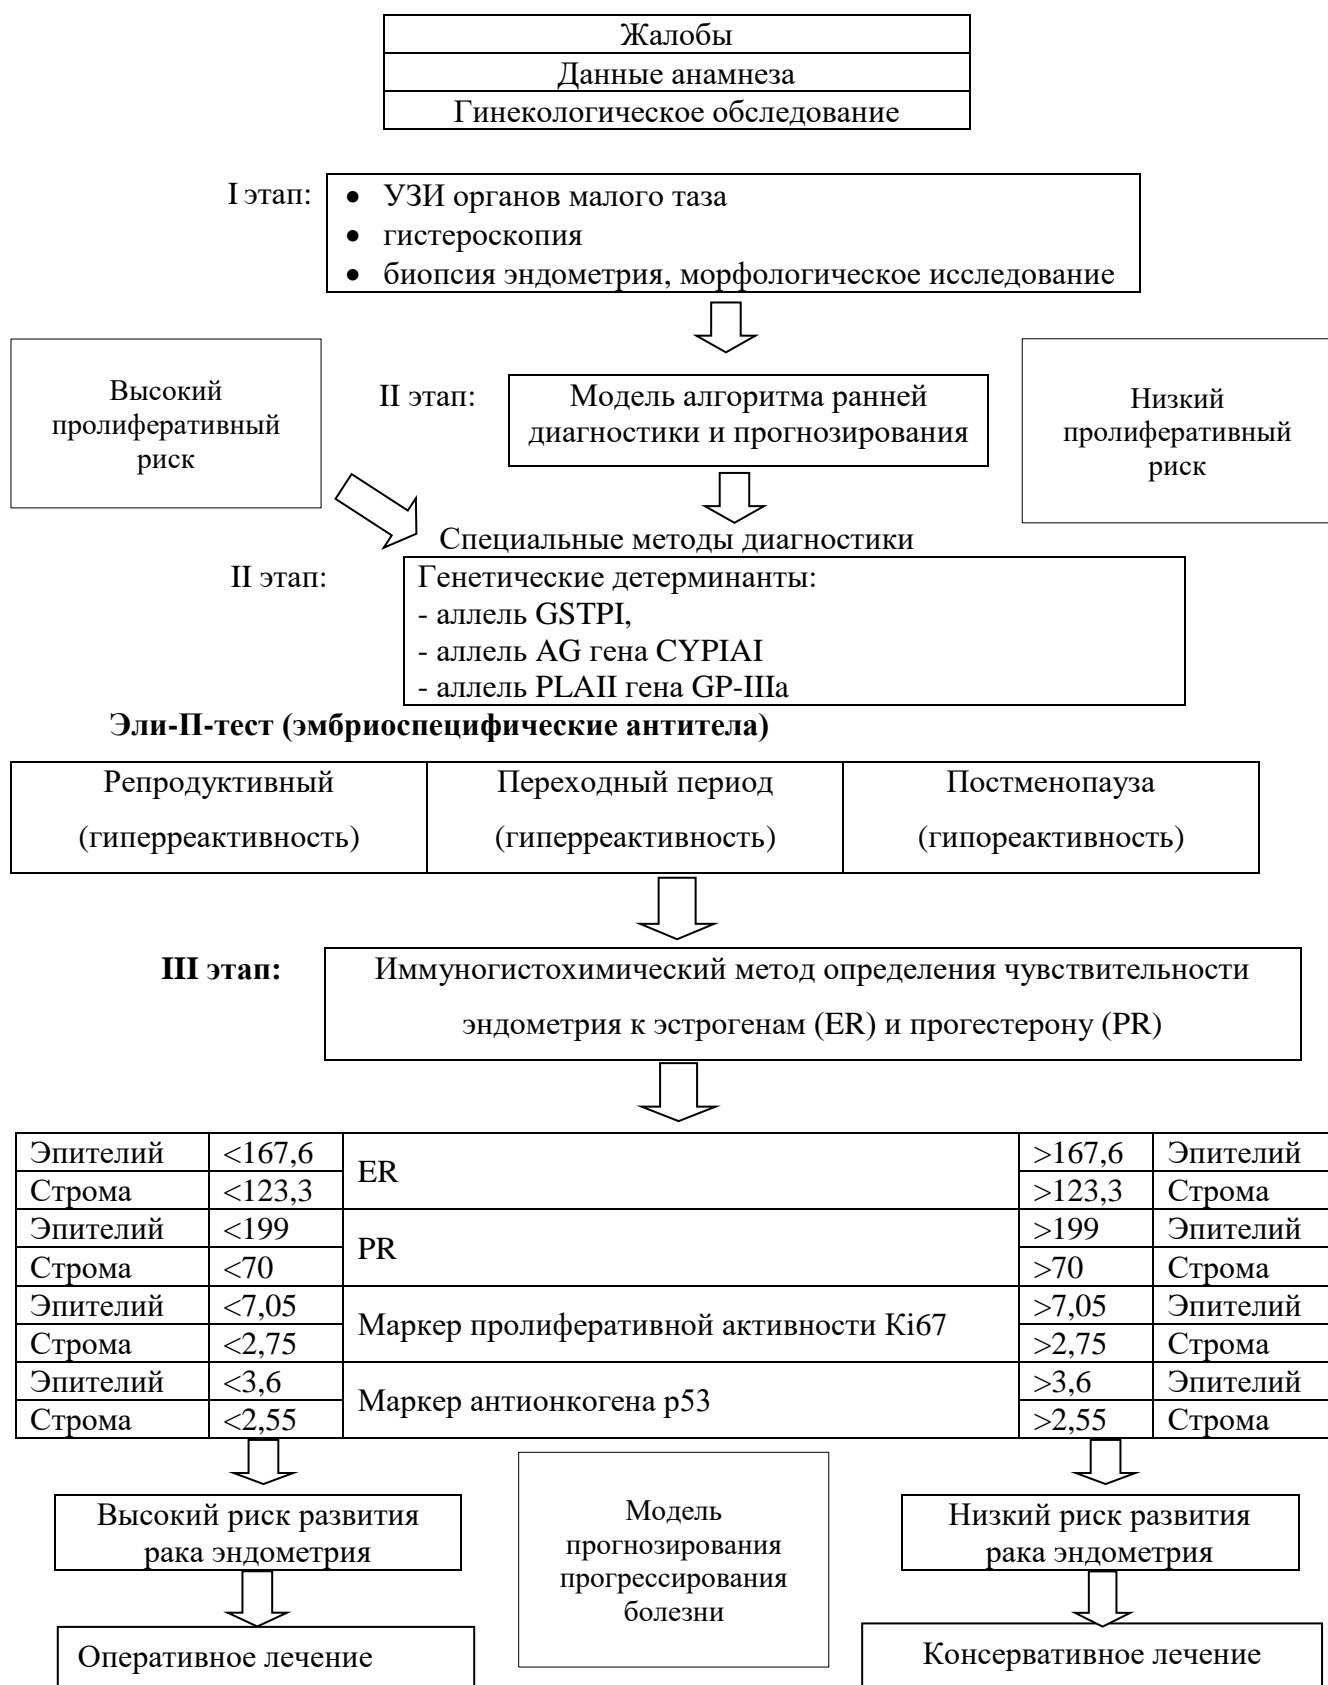 Жалобы
Данные анамнеза
Гинекологическое обследование
I этап:
• УЗИ органов малого таза
• гистероскопия
• биопсия эндометрия, морфологическое исследование
Высокий
пролиферативный
риск
II этап:
Модель алгоритма ранней
диагностики и прогнозирования
Низкий
пролиферативный
риск
Специальные методы диагностики
II этап:
Генетические детерминанты:
- аллель GSTPI,
- аллель AG гена CYPIAI
- аллель PLAII гена GP-IIIa
Эли-П-тест (эмбриоспецифические антитела)
Репродуктивный
(гиперреактивность)
Переходный период
(гиперреактивность)
Постменопауза
(гипореактивность)
III этап:
Иммуногистохимический метод определения чувствительности
эндометрия к эстрогенам (ER) и прогестерону (PR)
Эпителий <167,6 ER >167,6 Эпителий
Строма <123,3 >123,3 Строма
Эпителий <199 PR >199 Эпителий
Строма <70 >70 Строма
Эпителий <7,05 Маркер пролиферативной активности Ki67 >7,05 Эпителий
Строма <2,75 >2,75 Строма
Эпителий <3,6 Маркер антионкогена р53 >3,6 Эпителий
Строма <2,55 >2,55 Строма
Высокий риск развития
рака эндометрия
Модель
прогнозирования
прогрессирования
болезни
Низкий риск развития
рака эндометрия
Оперативное лечение
Консервативное лечение